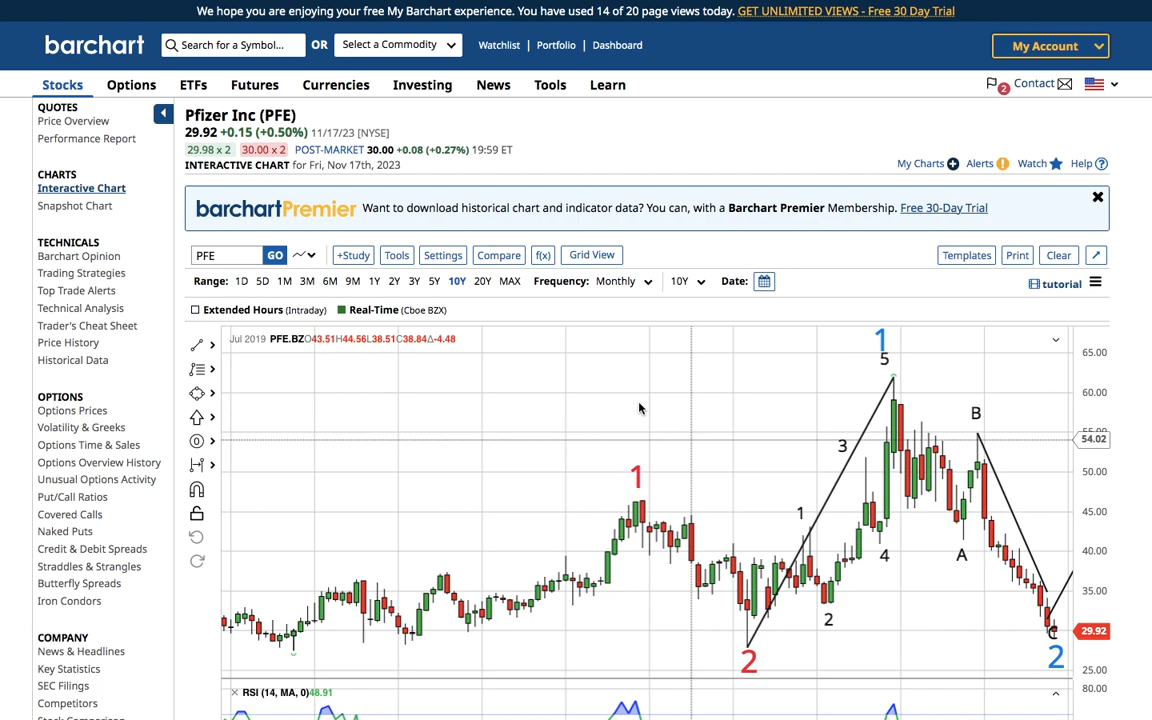 We hope you are enjoying your free My Barchart experience. You have used 14 of 20 page views today. GET UNLIMITED VIEWS - Free 30 Day Trial
barchart Search for a Symbol... OR Select a Commodity Watchlist | Portfolio | Dashboard My Account
Stocks Options ETFs Futures Currencies Investing News Tools Learn 2 Contact
QUOTES
Price Overview
Performance Report
CHARTS
Interactive Chart
Snapshot Chart
TECHNICALS
Barchart Opinion
Trading Strategies
Top Trade Alerts
Technical Analysis
Trader's Cheat Sheet
Price History
Historical Data
OPTIONS
Options Prices
Volatility & Greeks
Options Time & Sales
Options Overview History
Unusual Options Activity
Put/Call Ratios
Covered Calls
Naked Puts
Credit & Debit Spreads
Straddles & Strangles
Butterfly Spreads
Iron Condors
COMPANY
News & Headlines
Key Statistics
SEC Filings
Competitors
Pfizer Inc (PFE)
29.92 +0.15 (+0.50%) 11/17/23 [NYSE]
29.98 x 2 30.00 x 2 POST-MARKET 30.00 +0.08 (+0.27%) 19:59 ET
INTERACTIVE CHART for Fri, Nov 17th, 2023
My Charts Alerts Watch Help
barchartPremier Want to download historical chart and indicator data? You can, with a Barchart Premier Membership. Free 30-Day Trial
PFE GO +Study Tools Settings Compare f(x) Grid View Templates Print Clear
Range: 1D 5D 1M 3M 6M 9M 1Y 2Y 3Y 5Y 10Y 20Y MAX Frequency: Monthly 10Y Date:
tutorial
Extended Hours (Intraday) Real-Time (Cboe BZX)
Jul 2019 PFE.BZO43.51H44.56L38.51C38.84Δ-4.48
1
5
65.00
60.00
B
55.00
54.02
3
1
50.00
1
45.00
4
A
40.00
35.00
2
C
29.92
2
2
25.00
RSI (14, MA, 0)48.91
80.00